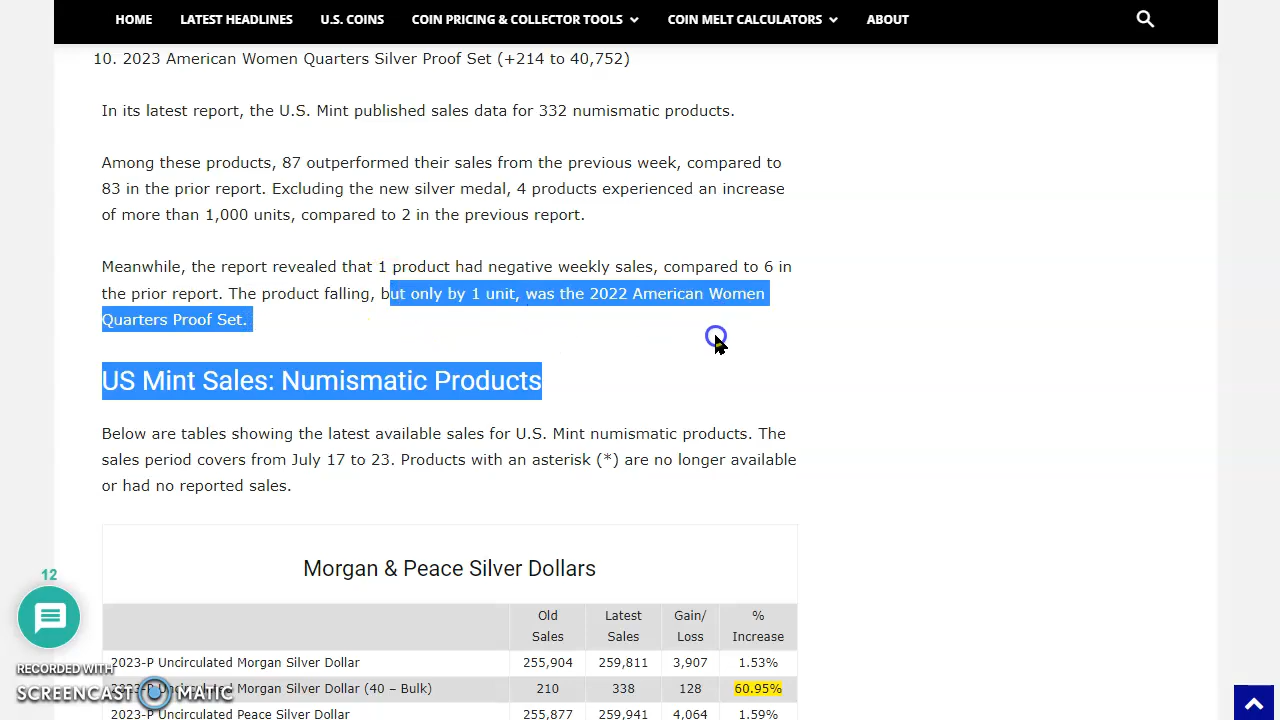 HOME LATEST HEADLINES U.S. COINS COIN PRICING & COLLECTOR TOOLS COIN MELT CALCULATORS ABOUT
10. 2023 American Women Quarters Silver Proof Set (+214 to 40,752)
In its latest report, the U.S. Mint published sales data for 332 numismatic products.
Among these products, 87 outperformed their sales from the previous week, compared to
83 in the prior report. Excluding the new silver medal, 4 products experienced an increase
of more than 1,000 units, compared to 2 in the previous report.
Meanwhile, the report revealed that 1 product had negative weekly sales, compared to 6 in
the prior report. The product falling, but only by 1 unit, was the 2022 American Women
Quarters Proof Set.
US Mint Sales: Numismatic Products
Below are tables showing the latest available sales for U.S. Mint numismatic products. The
sales period covers from July 17 to 23. Products with an asterisk (*) are no longer available
or had no reported sales.
Morgan & Peace Silver Dollars
Old Latest Gain/ %
Sales Sales Loss Increase
2023-P Uncirculated Morgan Silver Dollar 255,904 259,811 3,907 1.53%
2023-P Uncirculated Morgan Silver Dollar (40 – Bulk) 210 338 128 60.95%
2023-P Uncirculated Peace Silver Dollar 255,877 259,941 4,064 1.59%
12
RECORDED WITH
SCREENCAST MATIC